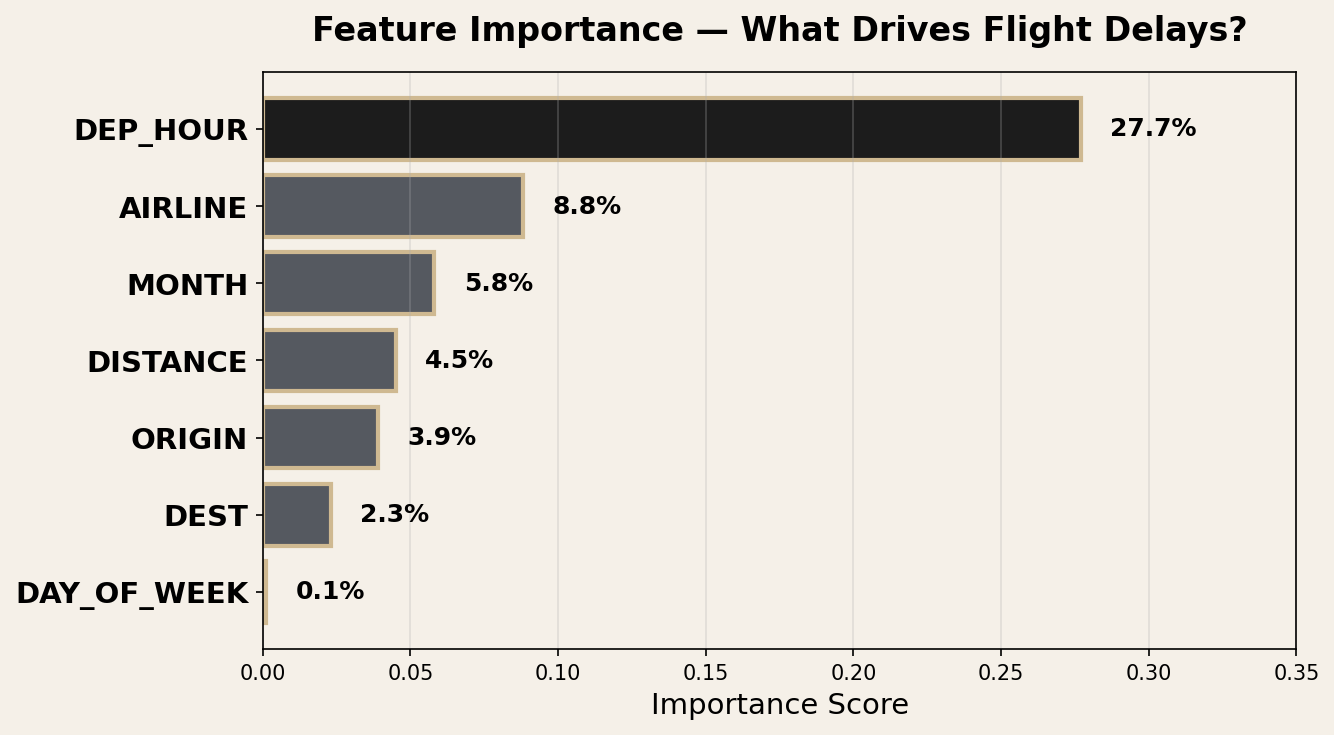 Feature Importance — What Drives Flight Delays?
DEP_HOUR 27.7%
AIRLINE 8.8%
MONTH 5.8%
DISTANCE 4.5%
ORIGIN 3.9%
DEST 2.3%
DAY_OF_WEEK 0.1%
0.00 0.05 0.10 0.15 0.20 0.25 0.30 0.35
Importance Score